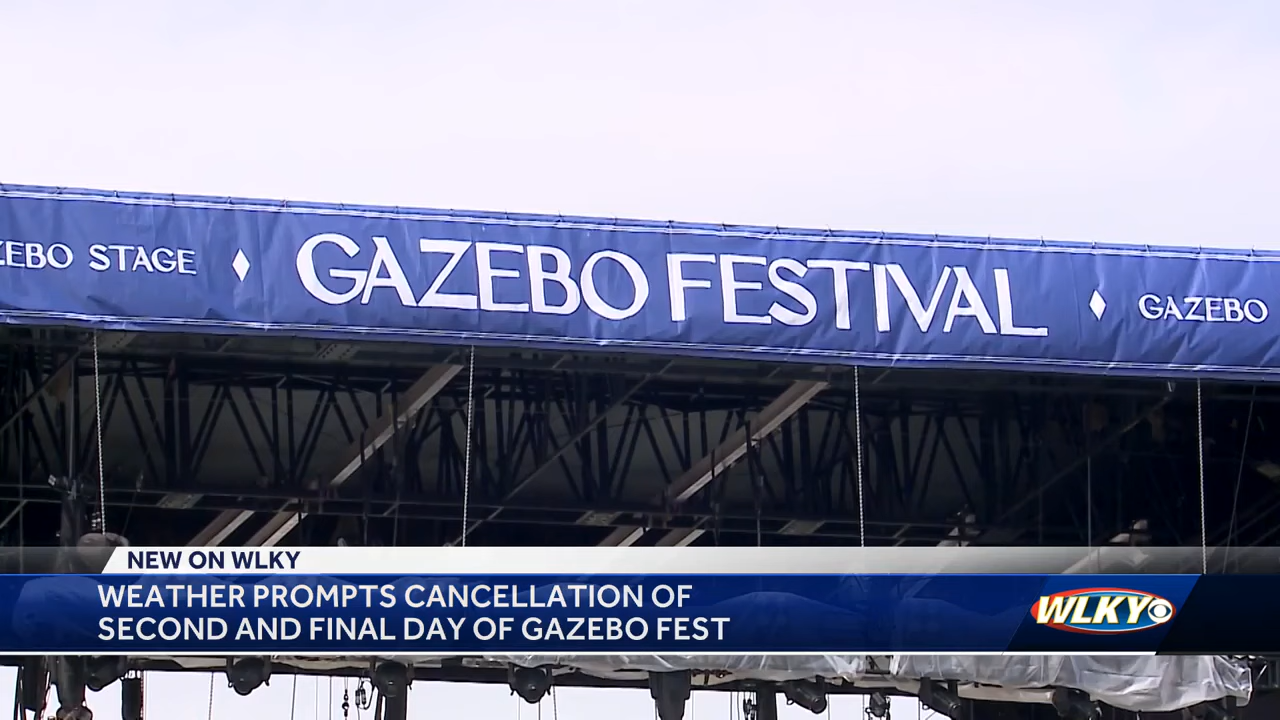 ZEBO STAGE ♦ GAZEBO FESTIVAL ♦ GAZEBO
NEW ON WLKY
WEATHER PROMPTS CANCELLATION OF
SECOND AND FINAL DAY OF GAZEBO FEST
WLKY